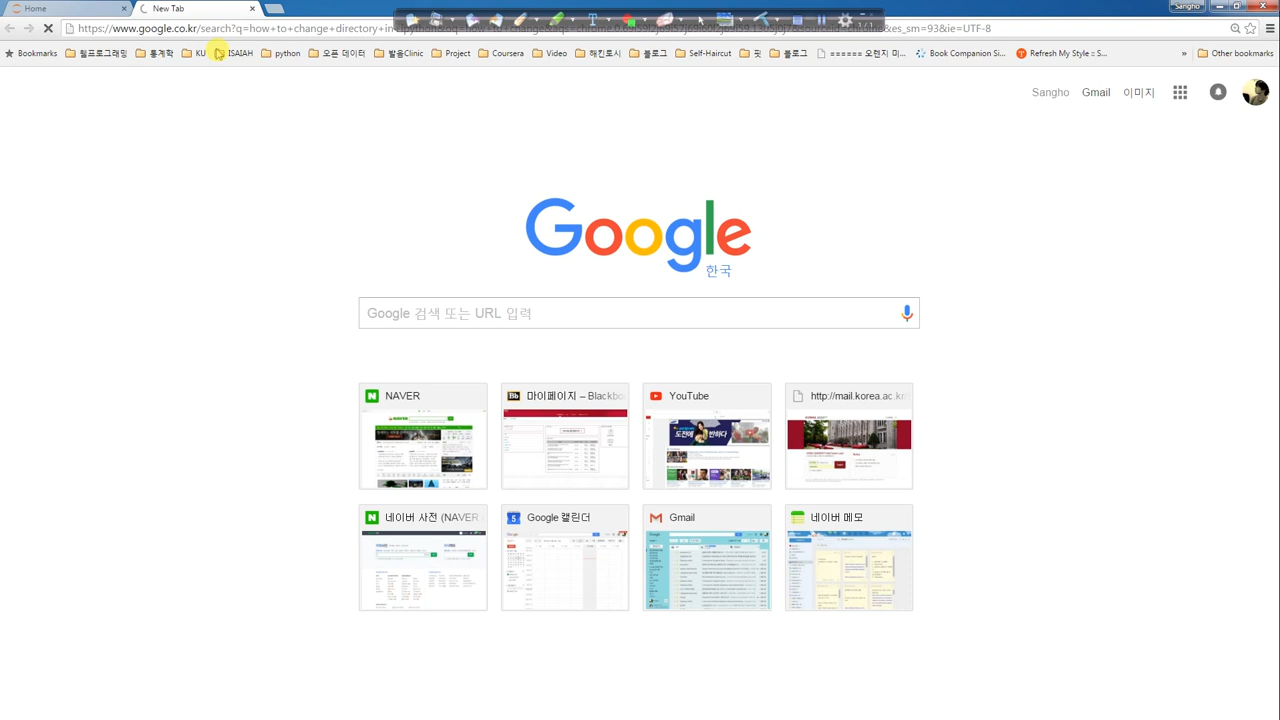 Home
New Tab
Sangho
https://www.google.co.kr/search?q=how+to+change+directory+in+
es_sm=93&ie=UTF-8
1/1
Bookmarks
블로그래밍
통계학
KU
ISAIAH
python
오픈 데이터
발음Clinic
Project
Coursera
Video
해킨토시
블로그
Self-Haircut
핏
블로그
====== 오렌지 미...
Book Companion Si...
Refresh My Style :: S...
»
Other bookmarks
Sangho
Gmail
이미지
Google
한국
Google 검색 또는 URL 입력
NAVER
마이페이지 – Blackbo
YouTube
http://mail.korea.ac.kr/
네이버 사전 (NAVER
Google 캘린더
Gmail
네이버 메모